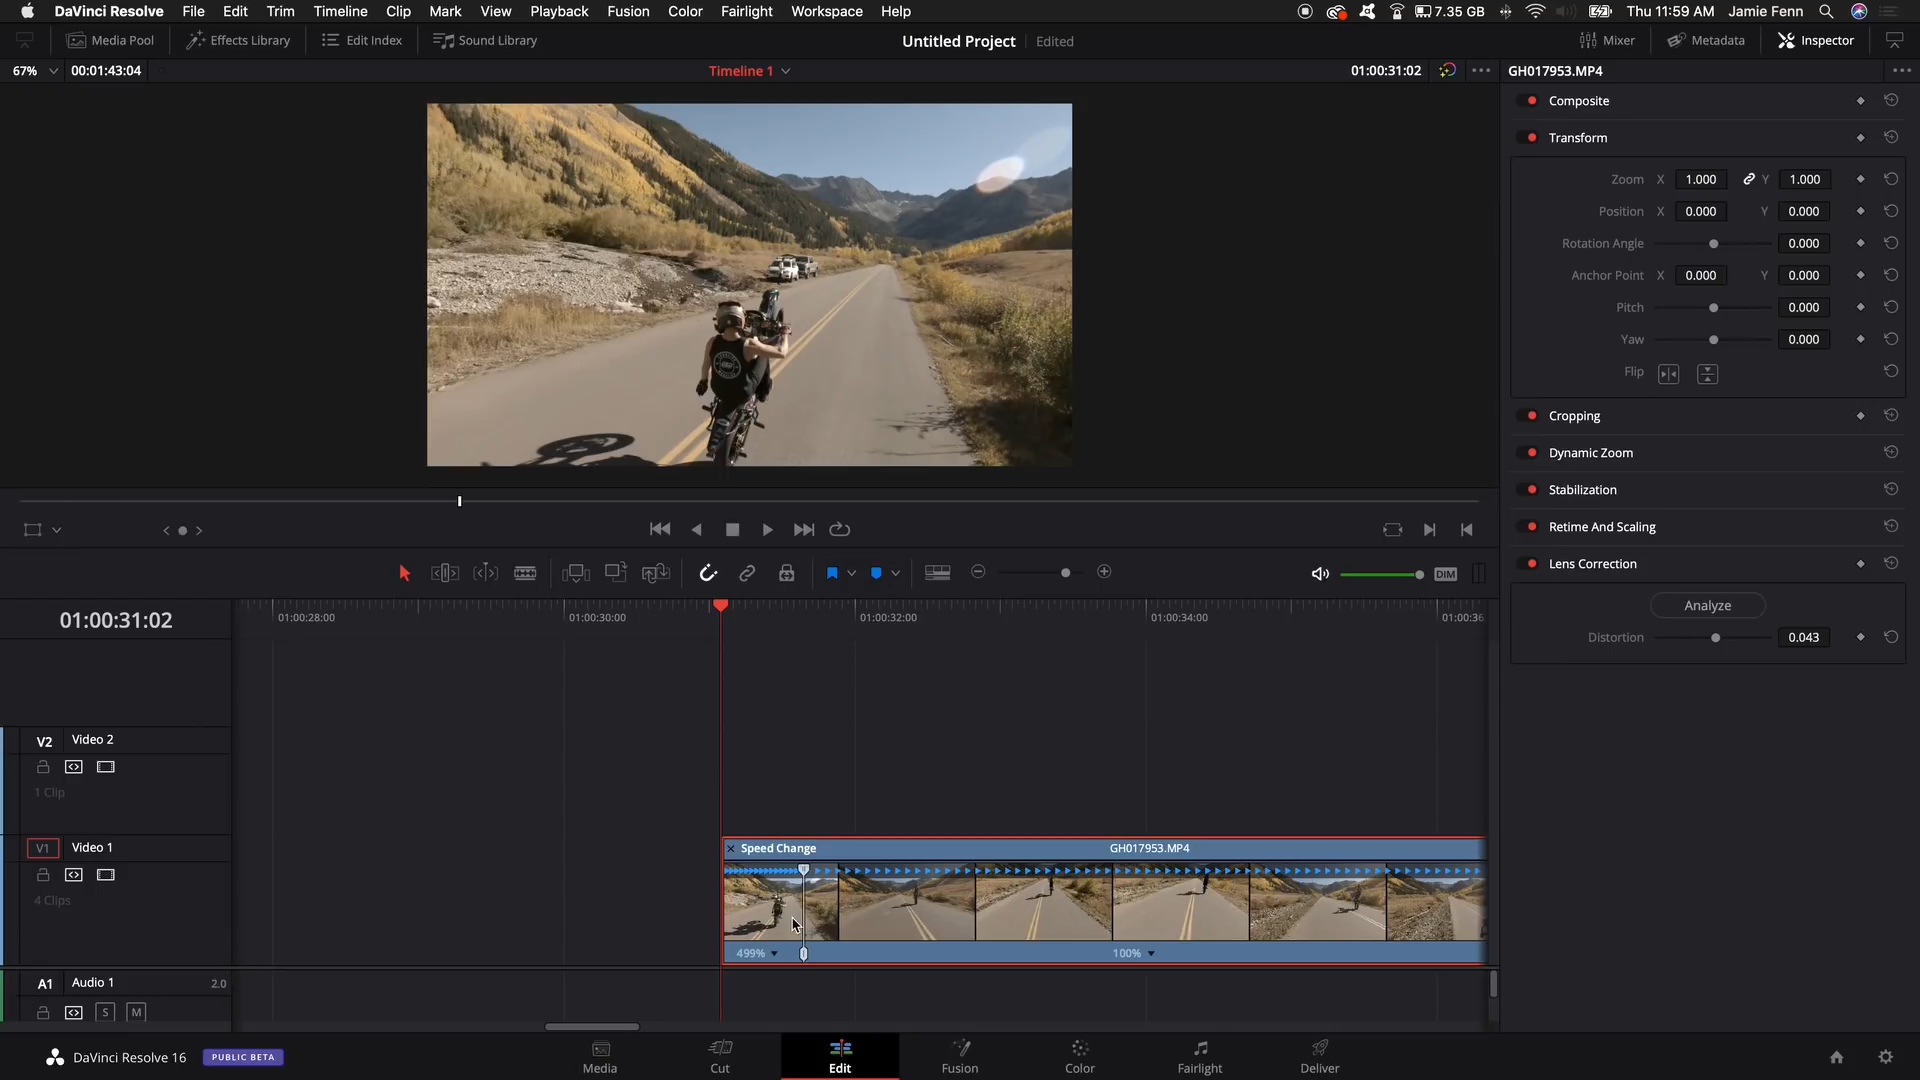 DaVinci Resolve File Edit Trim Timeline Clip Mark View Playback Fusion Color Fairlight Workspace Help 7.35 GB Thu 11:59 AM Jamie Fenn
Media Pool Effects Library Edit Index Sound Library Untitled Project Edited Mixer Metadata Inspector
67% 00:01:43:04 Timeline 1 01:00:31:02 GH017953.MP4
Composite
Transform
Zoom X 1.000 Y 1.000
Position X 0.000 Y 0.000
Rotation Angle 0.000
Anchor Point X 0.000 Y 0.000
Pitch 0.000
Yaw 0.000
Flip
Cropping
Dynamic Zoom
Stabilization
Retime And Scaling
Lens Correction
Analyze
Distortion 0.043
DIM
01:00:31:02 01:00:28:00 01:00:30:00 01:00:32:00 01:00:34:00 01:00:36
V2 Video 2
1 Clip
V1 Video 1
4 Clips
Speed Change GH017953.MP4
499% 100%
A1 Audio 1 2.0
S M
DaVinci Resolve 16 PUBLIC BETA
Media Cut Edit Fusion Color Fairlight Deliver